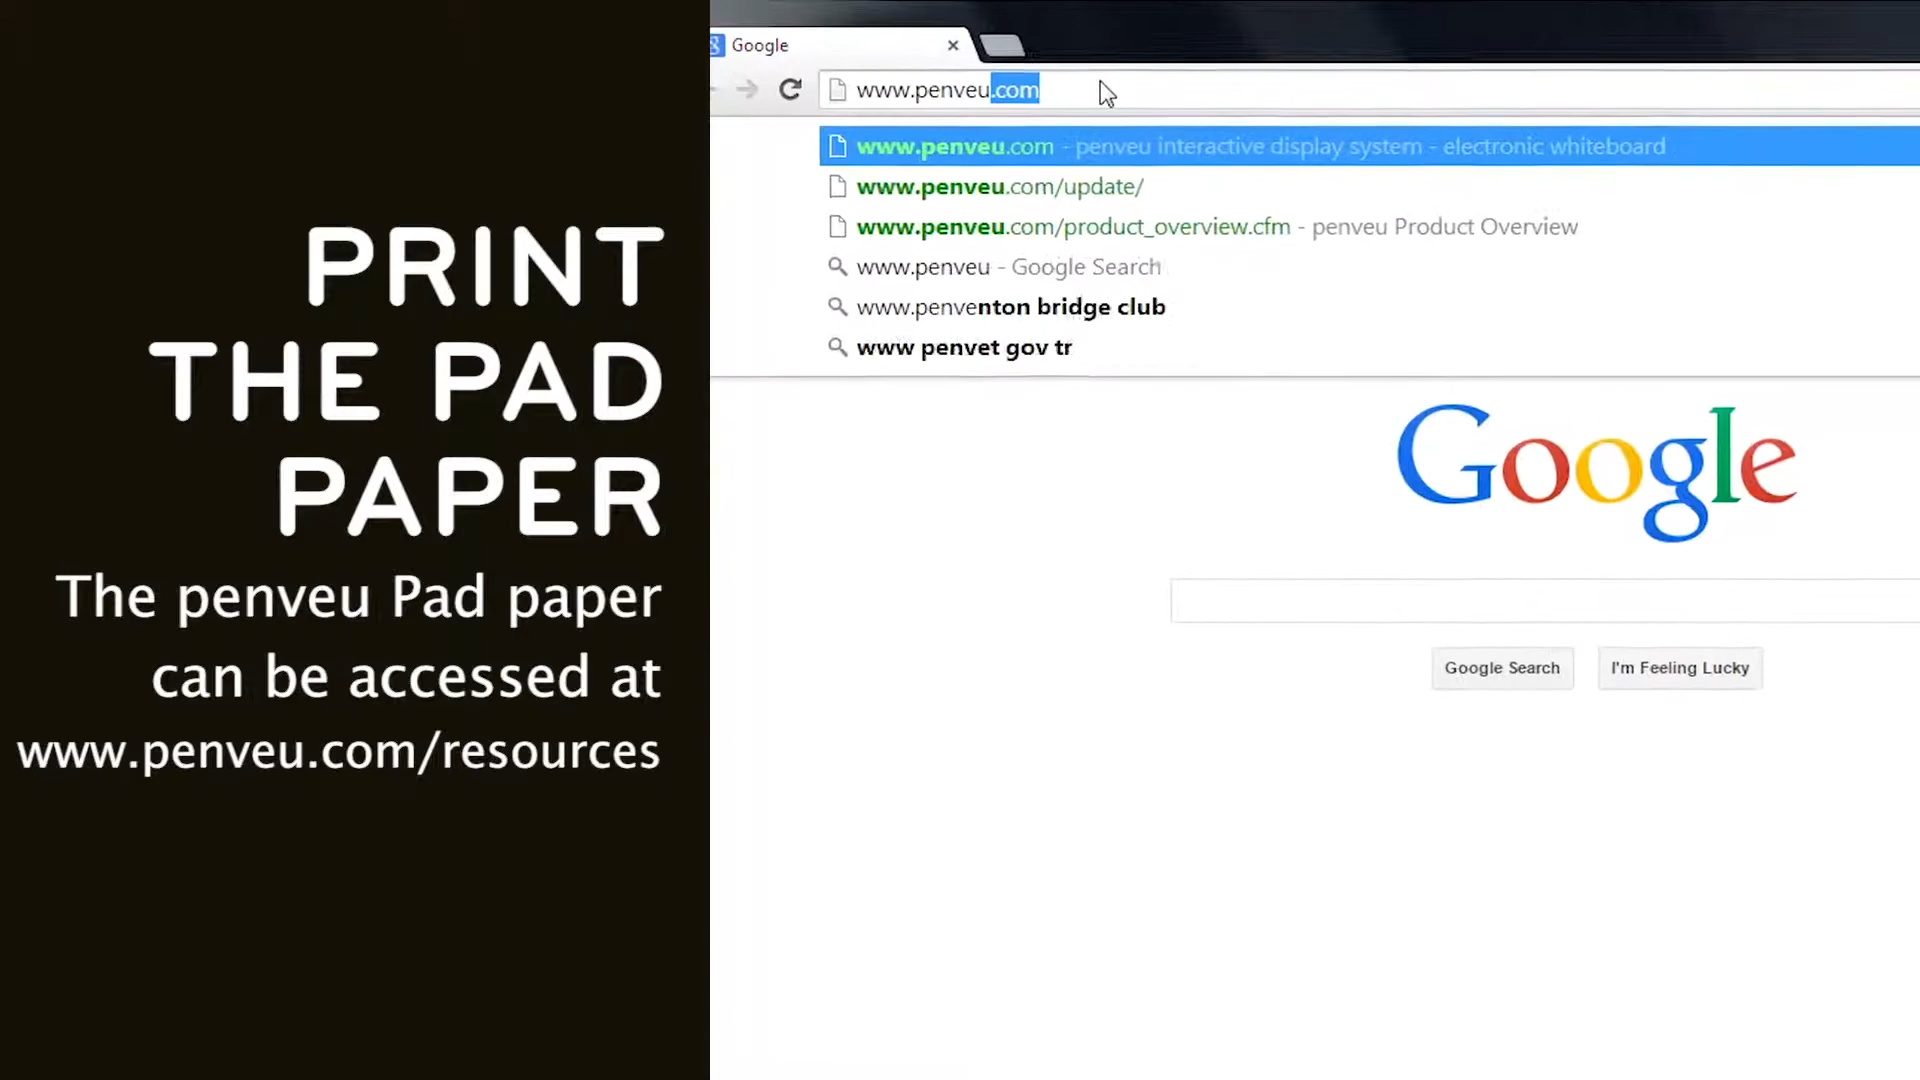 PRINT
THE PAD
PAPER
The penveu Pad paper
can be accessed at
www.penveu.com/resources
Google
www.penveu.com
www.penveu.com - penveu interactive display system - electronic whiteboard
www.penveu.com/update/
www.penveu.com/product_overview.cfm - penveu Product Overview
www.penveu - Google Search
www.penventon bridge club
www penvet gov tr
Google
Google Search
I'm Feeling Lucky